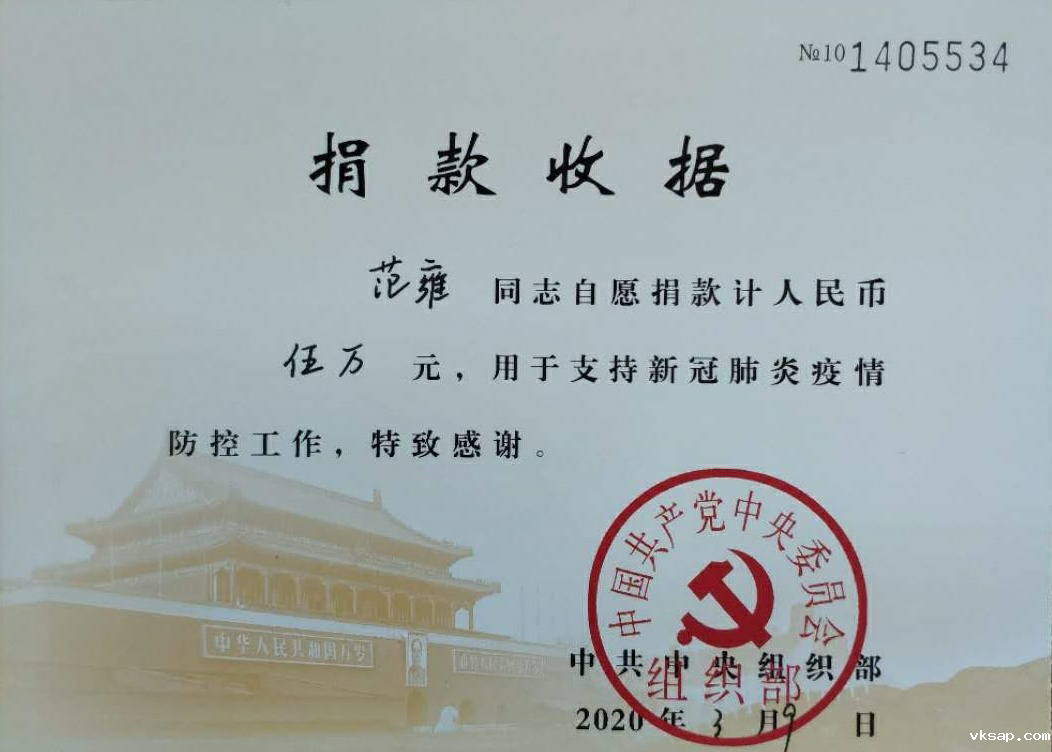 №10 1405534
捐款收据
范雍 同志自愿捐款计人民币
伍万 元，用于支持新冠肺炎疫情
防控工作，特致感谢。
中国共产党中央委员会
组织部
中共中央组织部
2020年3月9日
中华人民共和国万岁
vksap.com